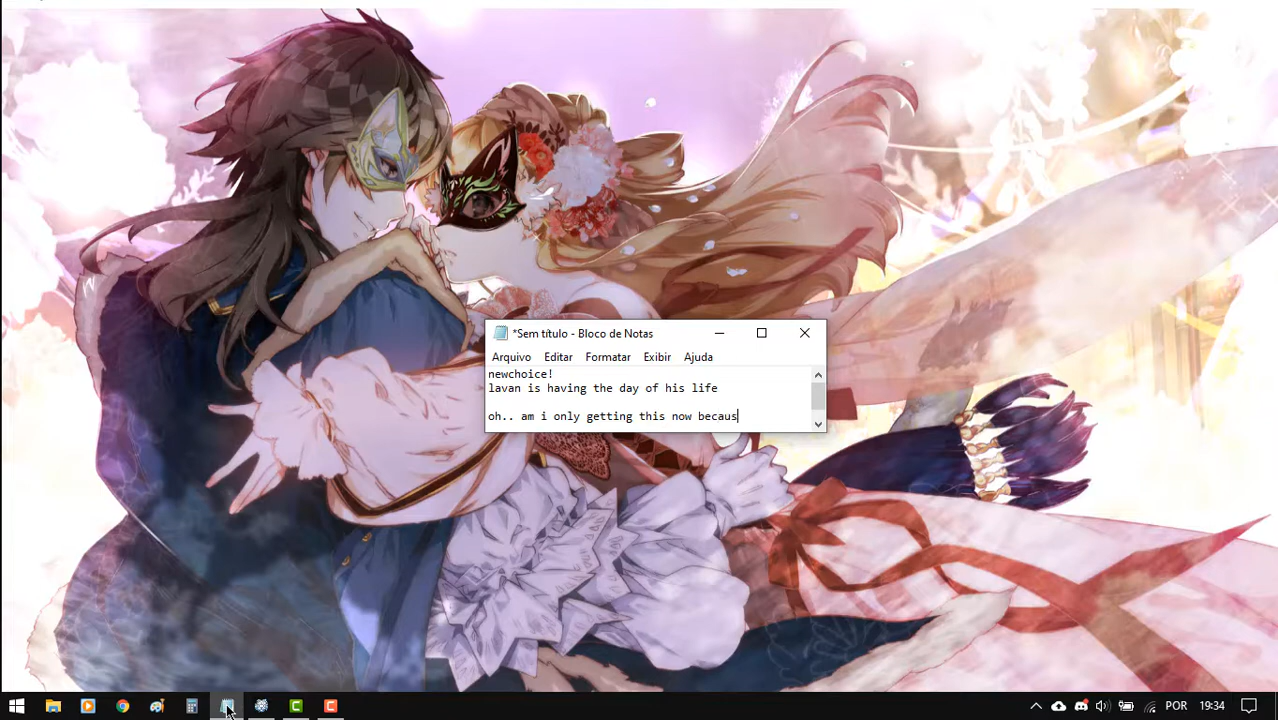 *Sem título - Bloco de Notas
Arquivo Editar Formatar Exibir Ajuda
newchoice!
lavan is having the day of his life
oh.. am i only getting this now becaus
POR 19:34